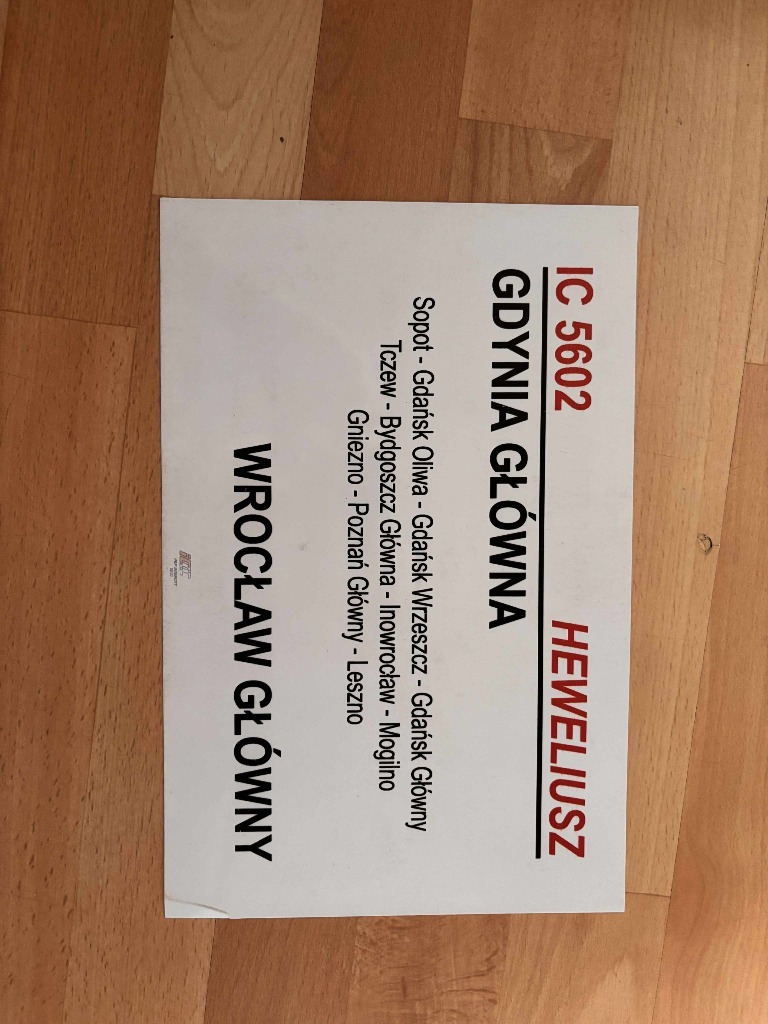 IC 5602 HEWELIUSZ
GDYNIA GŁÓWNA
Sopot - Gdańsk Oliwa - Gdańsk Wrzeszcz - Gdańsk Główny
Tczew - Bydgoszcz Główna - Inowrocław - Mogilno
Gniezno - Poznań Główny - Leszno
WROCŁAW GŁÓWNY